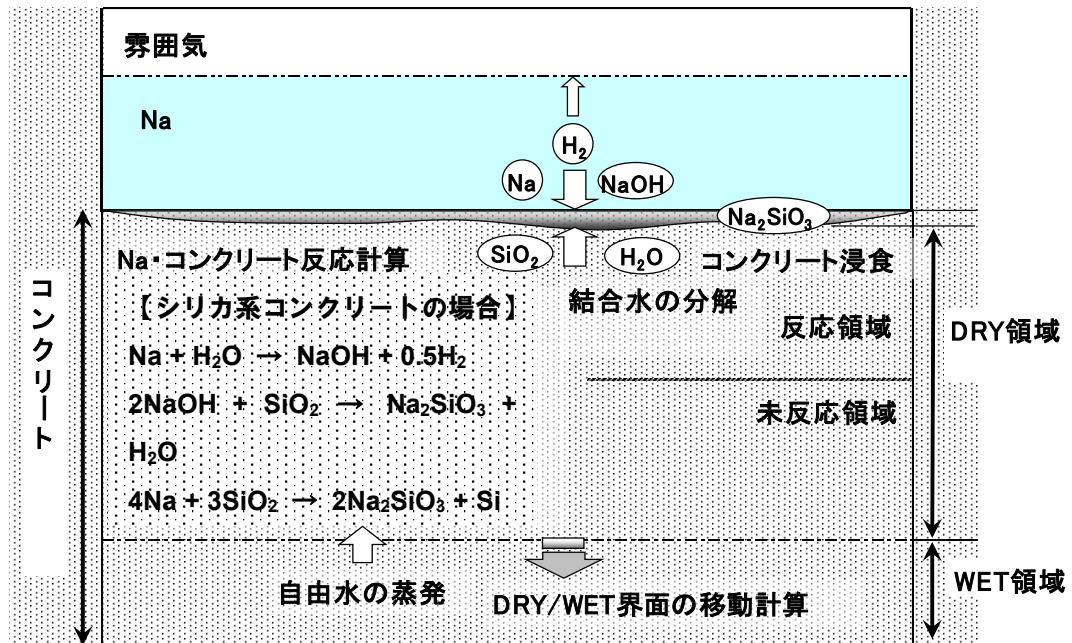 雰囲気
Na
H₂
Na
NaOH
Na₂SiO₃
SiO₂
H₂O
Na・コンクリート反応計算
コンクリート浸食
【シリカ系コンクリートの場合】
結合水の分解
反応領域
DRY領域
コンクリート
Na + H₂O → NaOH + 0.5H₂
2NaOH + SiO₂ → Na₂SiO₃ +
H₂O
未反応領域
4Na + 3SiO₂ → 2Na₂SiO₃ + Si
自由水の蒸発
DRY/WET界面の移動計算
WET領域